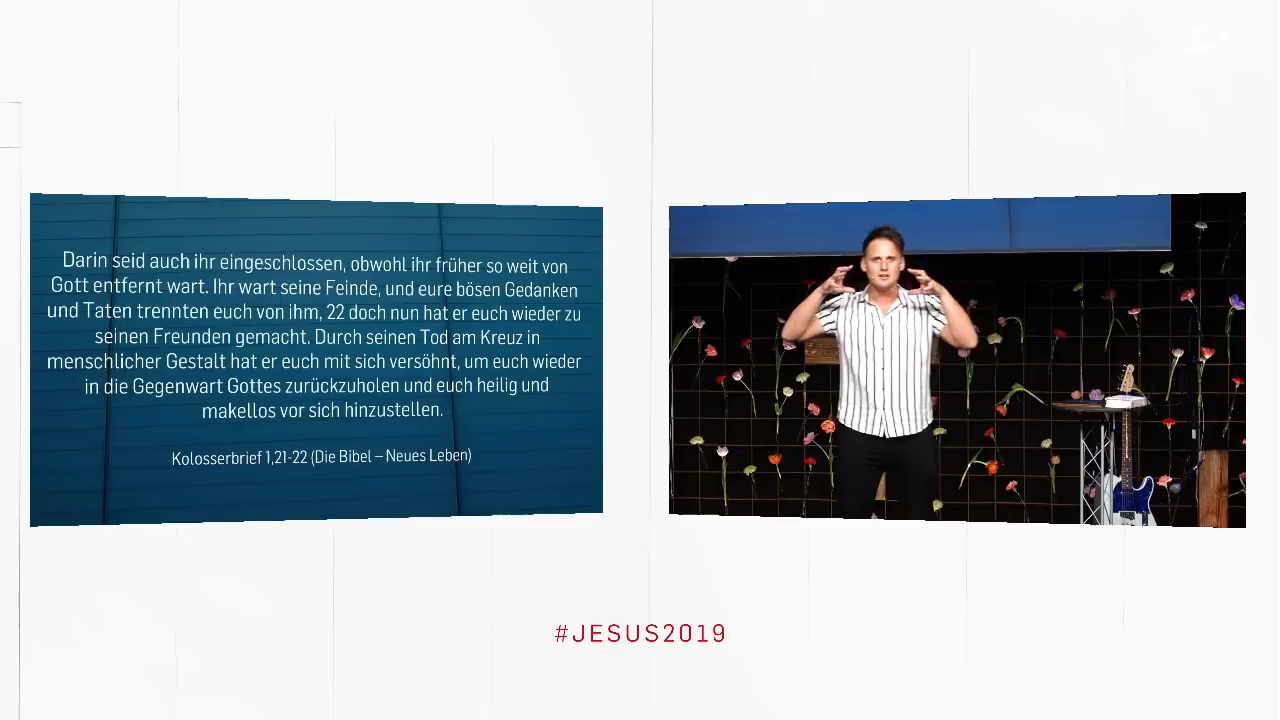 Darin seid auch ihr eingeschlossen, obwohl ihr früher so weit von
Gott entfernt wart. Ihr wart seine Feinde, und eure bösen Gedanken
und Taten trennten euch von ihm, 22 doch nun hat er euch wieder zu
seinen Freunden gemacht. Durch seinen Tod am Kreuz in
menschlicher Gestalt hat er euch mit sich versöhnt, um euch wieder
in die Gegenwart Gottes zurückzuholen und euch heilig und
makellos vor sich hinzustellen.
Kolosserbrief 1,21-22 (Die Bibel – Neues Leben)
#JESUS2019